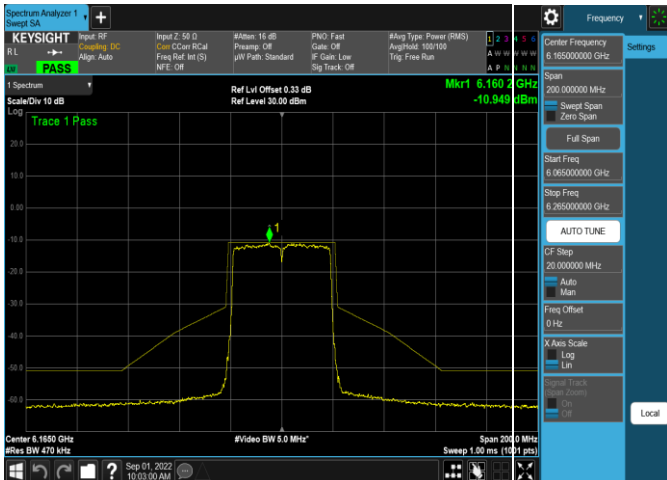 Spectrum Analyzer 1
Swept SA
+
Frequency
KEYSIGHT
RL
LV
PASS
Input: RF
Coupling: DC
Align: Auto
Input Z: 50 Ω
Corr CCorr RCal
Freq Ref: Int (S)
NFE: Off
#Atten: 16 dB
Preamp: Off
µW Path: Standard
PNO: Fast
Gate: Off
IF Gain: Low
Sig Track: Off
#Avg Type: Power (RMS)
Avg|Hold: 100/100
Trig: Free Run
1 2 3 4 5 6
A W W W W W
A P N N N N
1 Spectrum
Scale/Div 10 dB
Ref Lvl Offset 0.33 dB
Ref Level 30.00 dBm
Mkr1 6.160 2 GHz
-10.949 dBm
Log
Trace 1 Pass
20.0
10.0
0.00
-10.0
-20.0
-30.0
-40.0
-50.0
-60.0
1
Center 6.1650 GHz
#Res BW 470 kHz
#Video BW 5.0 MHz*
Span 200.0 MHz
Sweep 1.00 ms (1001 pts)
Sep 01, 2022
10:03:00 AM
?
Center Frequency
6.165000000 GHz
Span
200.000000 MHz
Swept Span
Zero Span
Full Span
Start Freq
6.065000000 GHz
Stop Freq
6.265000000 GHz
AUTO TUNE
CF Step
20.000000 MHz
Auto
Man
Freq Offset
0 Hz
X Axis Scale
Log
Lin
Signal Track
(Span Zoom)
On
Off
Settings
Local